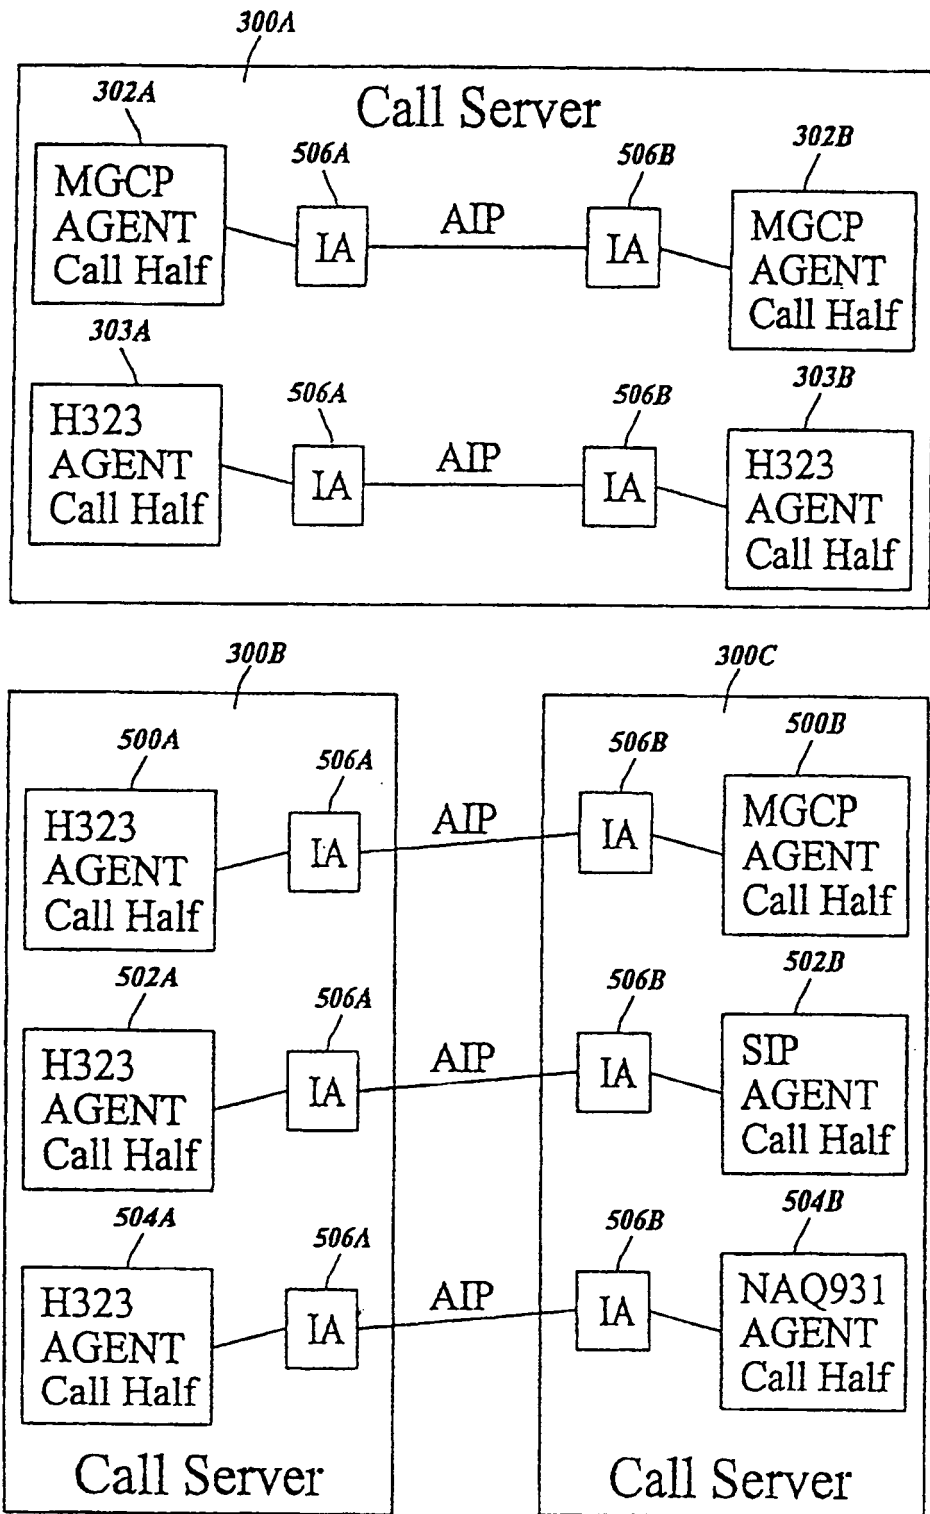 300A
Call Server
302A
506A
506B
302B
MGCP
AGENT
Call Half
IA
AIP
IA
MGCP
AGENT
Call Half
303A
506A
506B
303B
H323
AGENT
Call Half
IA
AIP
IA
H323
AGENT
Call Half
300B
300C
500A
506A
506B
500B
H323
AGENT
Call Half
IA
AIP
IA
MGCP
AGENT
Call Half
502A
506A
506B
502B
H323
AGENT
Call Half
IA
AIP
IA
SIP
AGENT
Call Half
504A
506A
506B
504B
H323
AGENT
Call Half
IA
AIP
IA
NAQ931
AGENT
Call Half
Call Server
Call Server